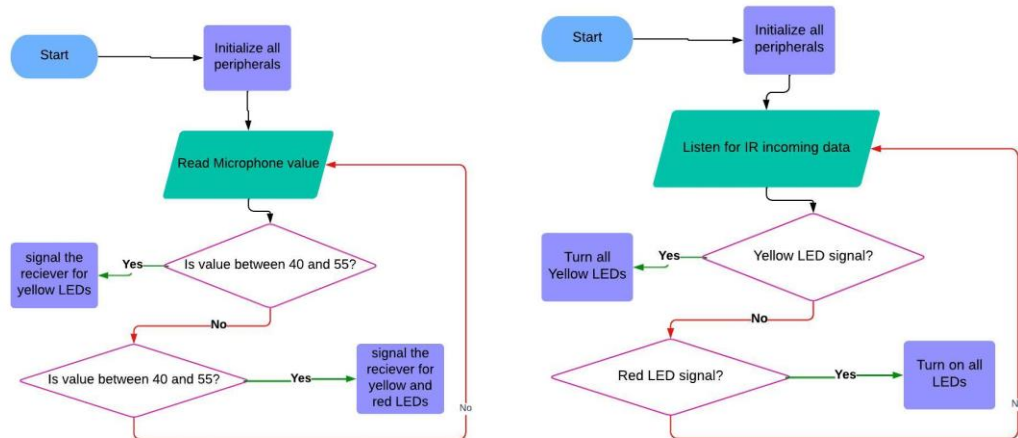 Start
Initialize all
peripherals
Read Microphone value
Is value between 40 and 55?
Yes
signal the
reciever for
yellow LEDs
No
Is value between 40 and 55?
Yes
signal the
reciever for
yellow and
red LEDs
No
Start
Initialize all
peripherals
Listen for IR incoming data
Yellow LED signal?
Yes
Turn all
Yellow LEDs
No
Red LED signal?
Yes
Turn on all
LEDs